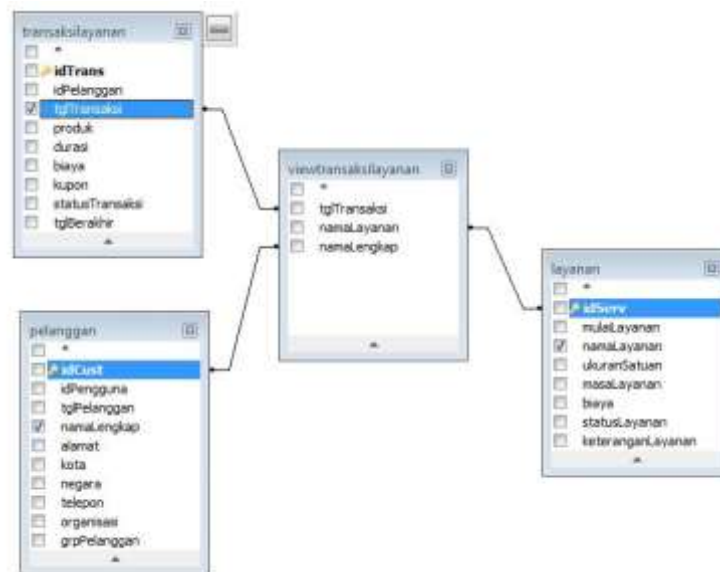 transaksilayanan
*
idTrans
idPelanggan
tglTransaksi
produk
durasi
biaya
kupon
statusTransaksi
tglBerakhir
viewtransaksilayanan
*
tglTransaksi
namaLayanan
namaLengkap
layanan
*
idServ
mulaiLayanan
namaLayanan
ukuranSatuan
masaLayanan
biaya
statusLayanan
keteranganLayanan
pelanggan
*
idCust
idPengguna
tglPelanggan
namaLengkap
alamat
kota
negara
telepon
organisasi
grpPelanggan